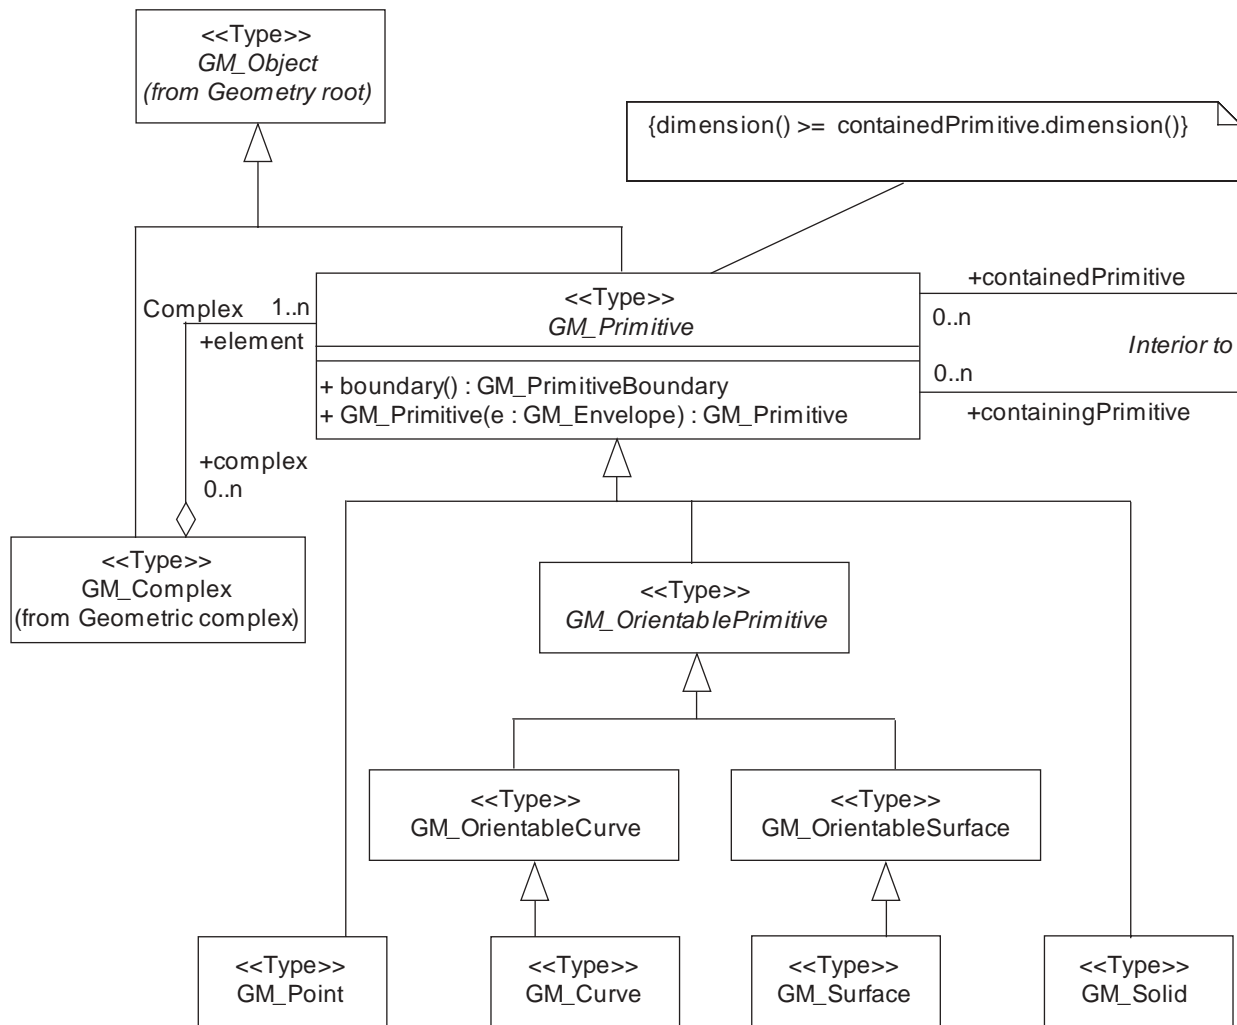 <<Type>>
GM_Object
(from Geometry root)
{dimension() >= containedPrimitive.dimension()}
<<Type>>
GM_Primitive
+ boundary() : GM_PrimitiveBoundary
+ GM_Primitive(e : GM_Envelope) : GM_Primitive
Complex
1..n
+element
+complex
0..n
+containedPrimitive
0..n
Interior to
0..n
+containingPrimitive
<<Type>>
GM_Complex
(from Geometric complex)
<<Type>>
GM_OrientablePrimitive
<<Type>>
GM_OrientableCurve
<<Type>>
GM_OrientableSurface
<<Type>>
GM_Point
<<Type>>
GM_Curve
<<Type>>
GM_Surface
<<Type>>
GM_Solid